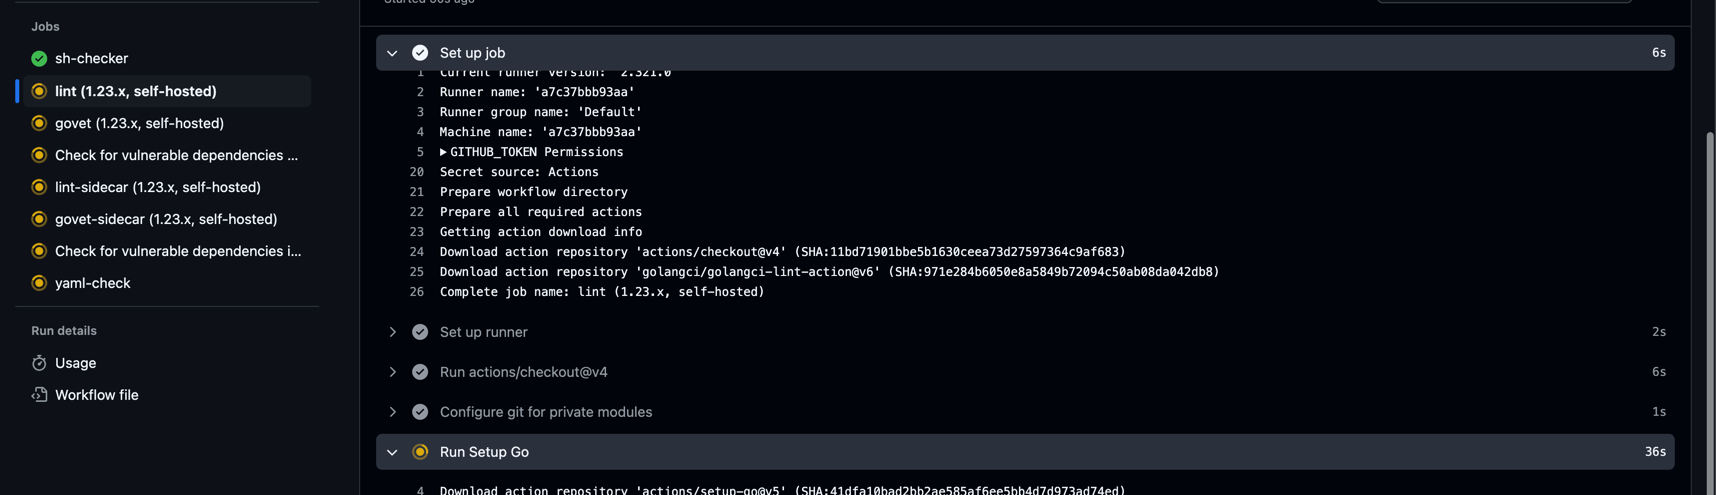 Started 60s ago
Jobs
sh-checker
lint (1.23.x, self-hosted)
govet (1.23.x, self-hosted)
Check for vulnerable dependencies ...
lint-sidecar (1.23.x, self-hosted)
govet-sidecar (1.23.x, self-hosted)
Check for vulnerable dependencies i...
yaml-check
Run details
Usage
Workflow file
Set up job 6s
1 Current runner version: '2.321.0'
2 Runner name: 'a7c37bbb93aa'
3 Runner group name: 'Default'
4 Machine name: 'a7c37bbb93aa'
5 ▶ GITHUB_TOKEN Permissions
20 Secret source: Actions
21 Prepare workflow directory
22 Prepare all required actions
23 Getting action download info
24 Download action repository 'actions/checkout@v4' (SHA:11bd71901bbe5b1630ceea73d27597364c9af683)
25 Download action repository 'golangci/golangci-lint-action@v6' (SHA:971e284b6050e8a5849b72094c50ab08da042db8)
26 Complete job name: lint (1.23.x, self-hosted)
Set up runner 2s
Run actions/checkout@v4 6s
Configure git for private modules 1s
Run Setup Go 36s
4 Download action repository 'actions/setup-go@v5' (SHA:41dfa10bad2bb2ae585af6ee5bb4d7d973ad74ed)